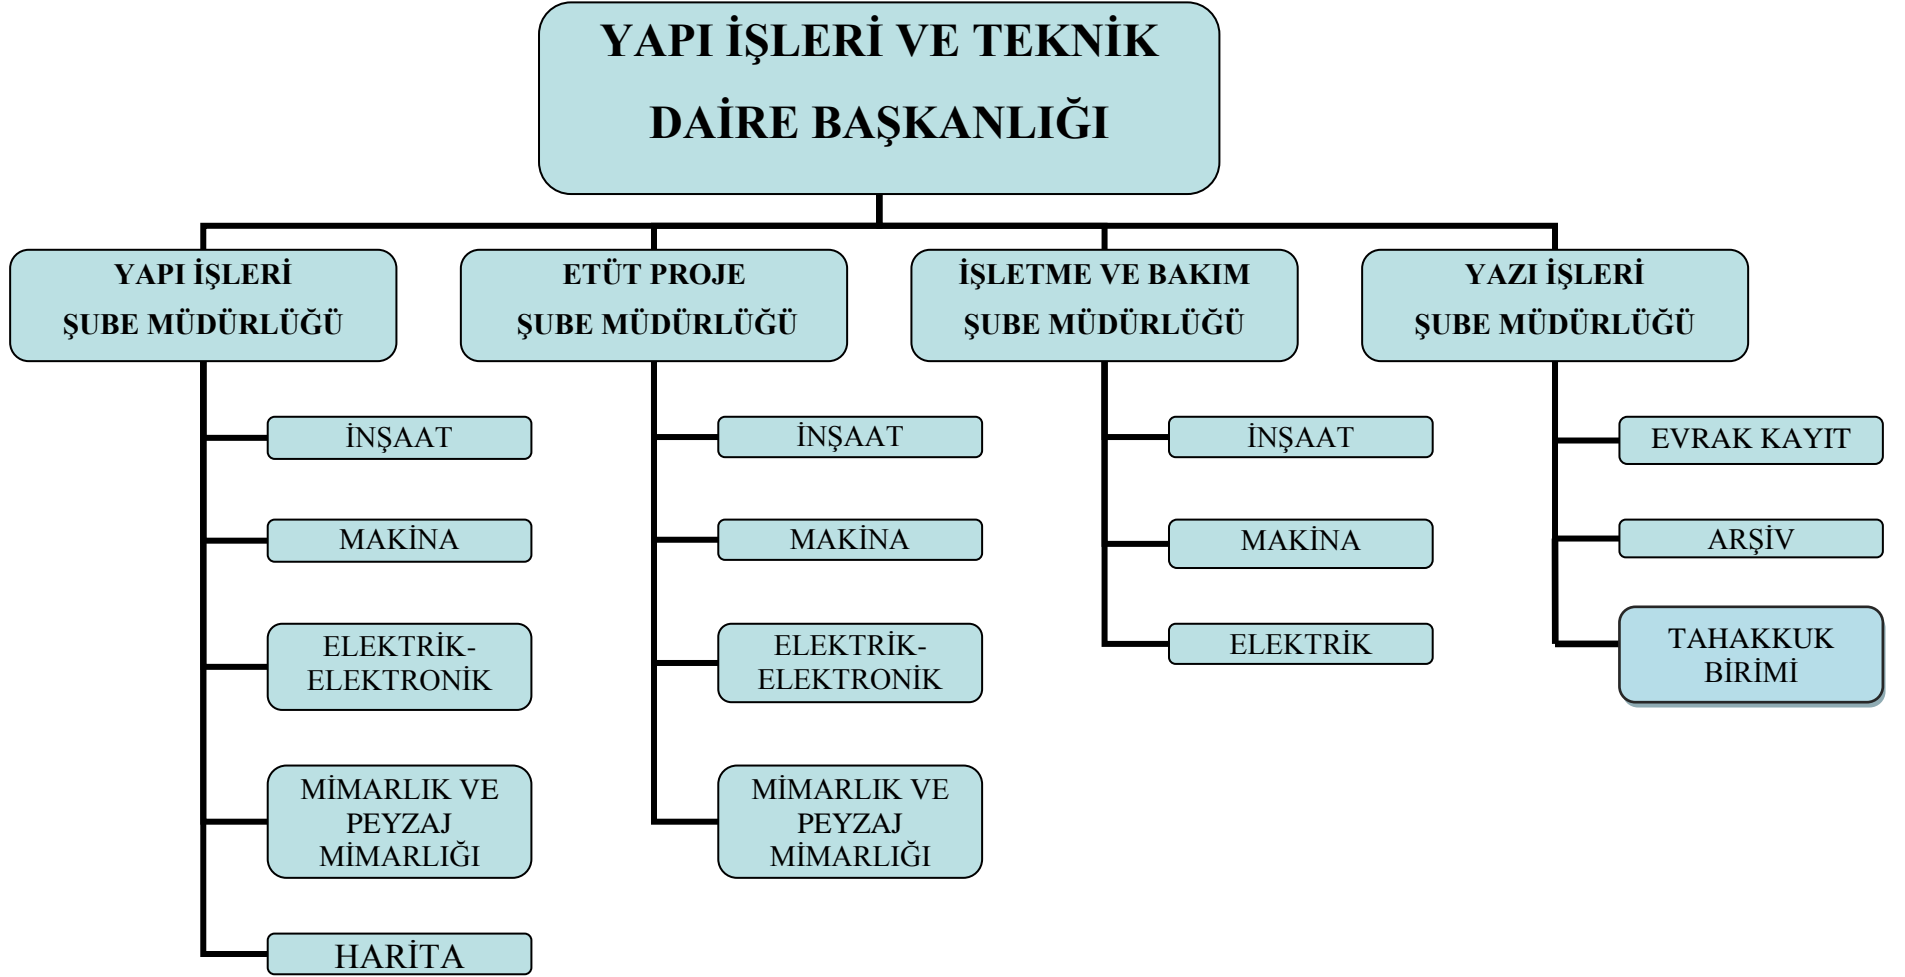 YAPI İŞLERİ VE TEKNİK
DAİRE BAŞKANLIĞI
YAPI İŞLERİ
ŞUBE MÜDÜRLÜĞÜ
İNŞAAT
MAKİNA
ELEKTRİK-
ELEKTRONİK
MİMARLIK VE
PEYZAJ
MİMARLIĞI
HARİTA
ETÜT PROJE
ŞUBE MÜDÜRLÜĞÜ
İNŞAAT
MAKİNA
ELEKTRİK-
ELEKTRONİK
MİMARLIK VE
PEYZAJ
MİMARLIĞI
İŞLETME VE BAKIM
ŞUBE MÜDÜRLÜĞÜ
İNŞAAT
MAKİNA
ELEKTRİK
YAZI İŞLERİ
ŞUBE MÜDÜRLÜĞÜ
EVRAK KAYIT
ARŞİV
TAHAKKUK
BİRİMİ